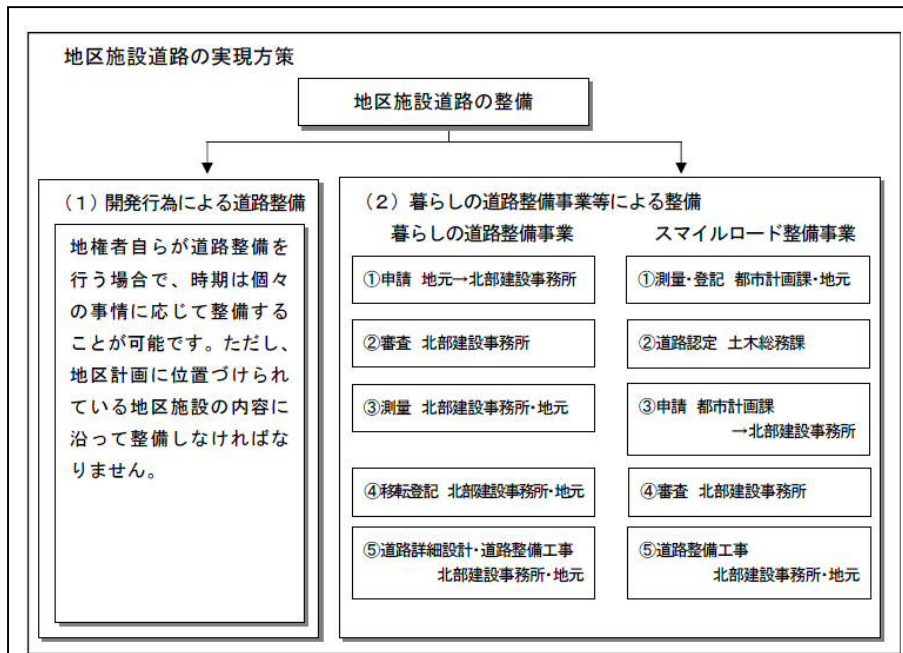 地区施設道路の実現方策
地区施設道路の整備
(1)開発行為による道路整備
地権者自らが道路整備を
行う場合で、時期は個々
の事情に応じて整備する
ことが可能です。ただし、
地区計画に位置づけられ
ている地区施設の内容に
沿って整備しなければな
りません。
(2)暮らしの道路整備事業等による整備
暮らしの道路整備事業
①申請 地元→北部建設事務所
②審査 北部建設事務所
③測量 北部建設事務所・地元
④移転登記 北部建設事務所・地元
⑤道路詳細設計・道路整備工事
北部建設事務所・地元
スマイルロード整備事業
①測量・登記 都市計画課・地元
②道路認定 土木総務課
③申請 都市計画課
→北部建設事務所
④審査 北部建設事務所
⑤道路整備工事
北部建設事務所・地元